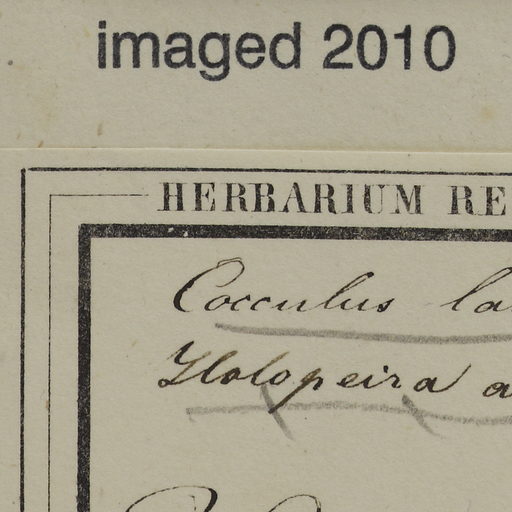 imaged 2010
HERBARIUM RE
Cocculus la
Holopeira a